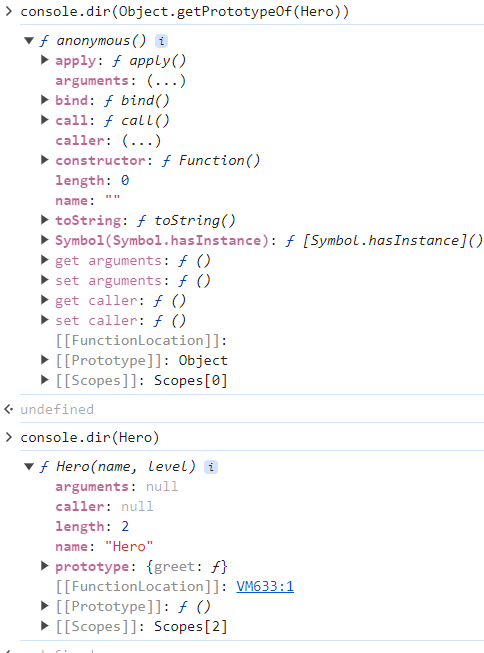 console.dir(Object.getPrototypeOf(Hero))
ƒ anonymous() i
apply: ƒ apply()
arguments: (...)
bind: ƒ bind()
call: ƒ call()
caller: (...)
constructor: ƒ Function()
length: 0
name: ""
toString: ƒ toString()
Symbol(Symbol.hasInstance): ƒ [Symbol.hasInstance]()
get arguments: ƒ ()
set arguments: ƒ ()
get caller: ƒ ()
set caller: ƒ ()
[[FunctionLocation]]:
[[Prototype]]: Object
[[Scopes]]: Scopes[0]
undefined
console.dir(Hero)
ƒ Hero(name, level) i
arguments: null
caller: null
length: 2
name: "Hero"
prototype: {greet: ƒ}
[[FunctionLocation]]: VM633:1
[[Prototype]]: ƒ ()
[[Scopes]]: Scopes[2]